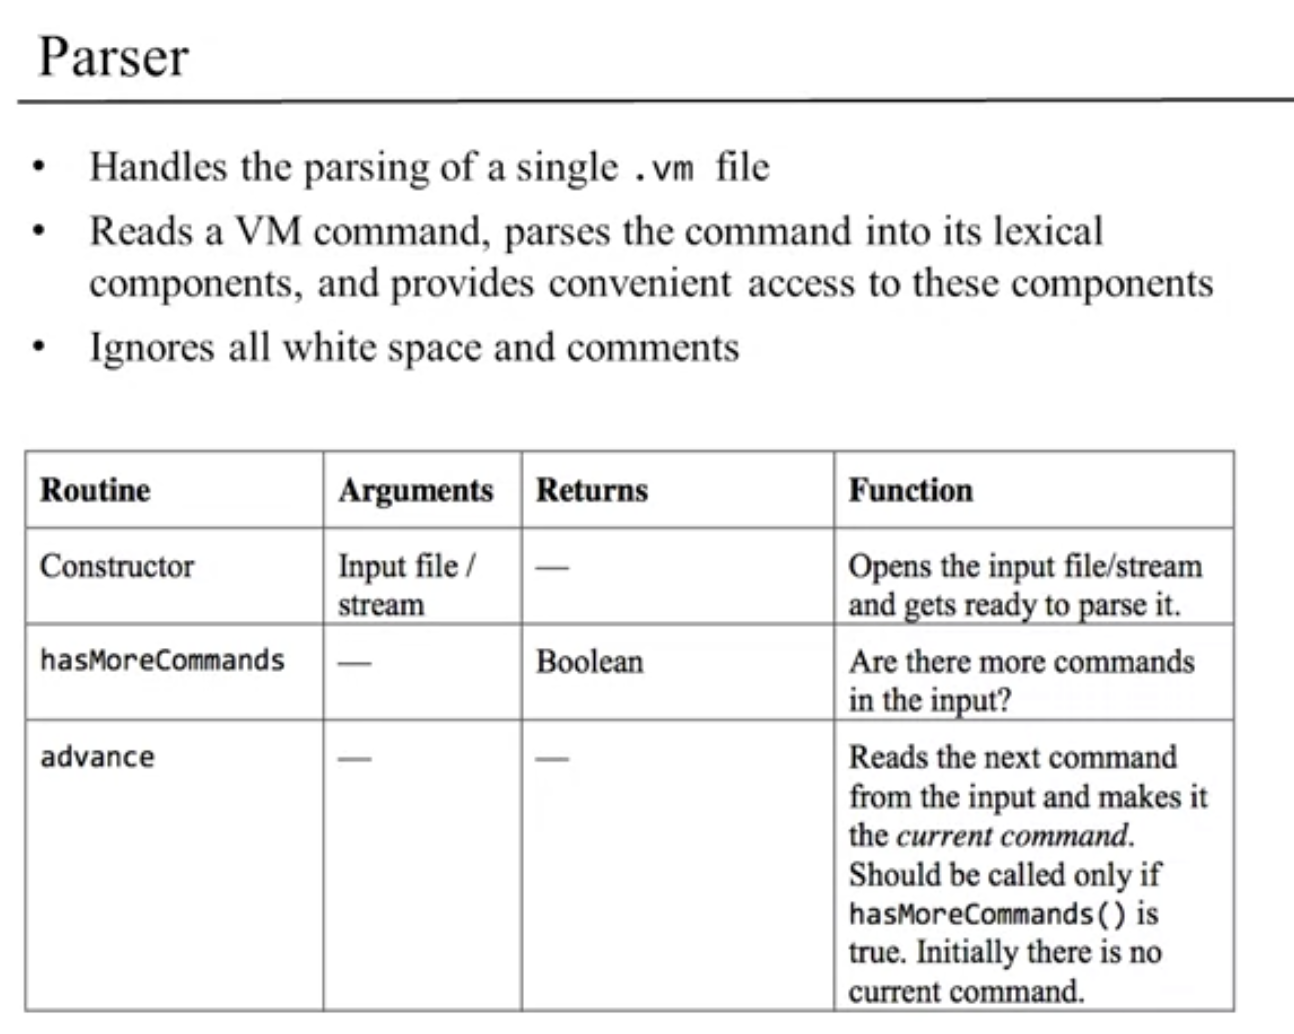 Parser
• Handles the parsing of a single .vm file
• Reads a VM command, parses the command into its lexical
components, and provides convenient access to these components
• Ignores all white space and comments
Routine Arguments Returns Function
Constructor Input file / — Opens the input file/stream
stream and gets ready to parse it.
hasMoreCommands — Boolean Are there more commands
in the input?
advance — — Reads the next command
from the input and makes it
the current command.
Should be called only if
hasMoreCommands() is
true. Initially there is no
current command.